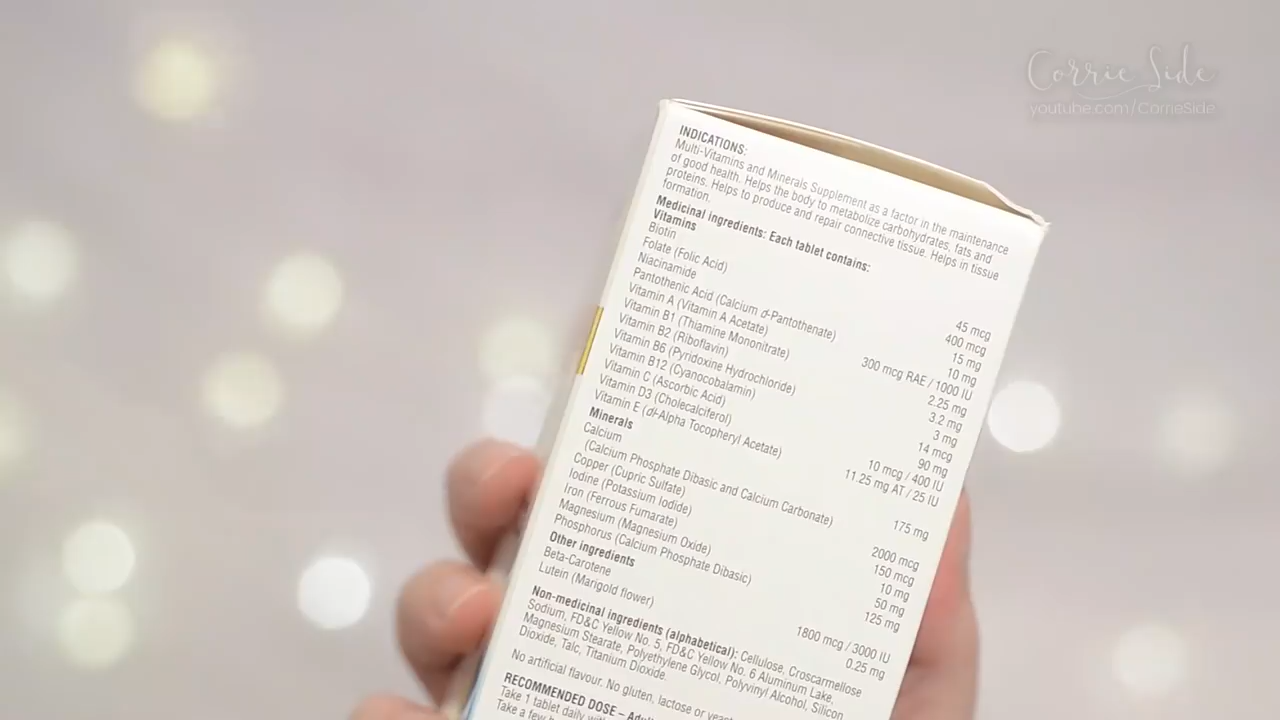 Corrie Side
youtube.com/CorrieSide
INDICATIONS:
Multi-Vitamins and Minerals Supplement as a factor in the maintenance
of good health. Helps the body to metabolize carbohydrates, fats and
proteins. Helps to produce and repair connective tissue. Helps in tissue
formation.
Medicinal ingredients: Each tablet contains:
Vitamins
Biotin 45 mcg
Folate (Folic Acid) 400 mcg
Niacinamide 15 mg
Pantothenic Acid (Calcium d-Pantothenate) 10 mg
Vitamin A (Vitamin A Acetate) 300 mcg RAE / 1000 IU
Vitamin B1 (Thiamine Mononitrate) 2.25 mg
Vitamin B2 (Riboflavin) 3.2 mg
Vitamin B6 (Pyridoxine Hydrochloride) 3 mg
Vitamin B12 (Cyanocobalamin) 14 mcg
Vitamin C (Ascorbic Acid) 90 mg
Vitamin D3 (Cholecalciferol) 10 mcg / 400 IU
Vitamin E (dl-Alpha Tocopheryl Acetate) 11.25 mg AT / 25 IU
Minerals
Calcium
(Calcium Phosphate Dibasic and Calcium Carbonate) 175 mg
Copper (Cupric Sulfate) 2000 mcg
Iodine (Potassium Iodide) 150 mcg
Iron (Ferrous Fumarate) 10 mg
Magnesium (Magnesium Oxide) 50 mg
Phosphorus (Calcium Phosphate Dibasic) 125 mg
Other ingredients
Beta-Carotene 1800 mcg / 3000 IU
Lutein (Marigold flower) 0.25 mg
Non-medicinal ingredients (alphabetical): Cellulose, Croscarmellose
Sodium, FD&C Yellow No. 5, FD&C Yellow No. 6 Aluminum Lake,
Magnesium Stearate, Polyethylene Glycol, Polyvinyl Alcohol, Silicon
Dioxide, Talc, Titanium Dioxide.
No artificial flavour. No gluten, lactose or
RECOMMENDED DOSE –
Take 1 tablet daily
Take a few